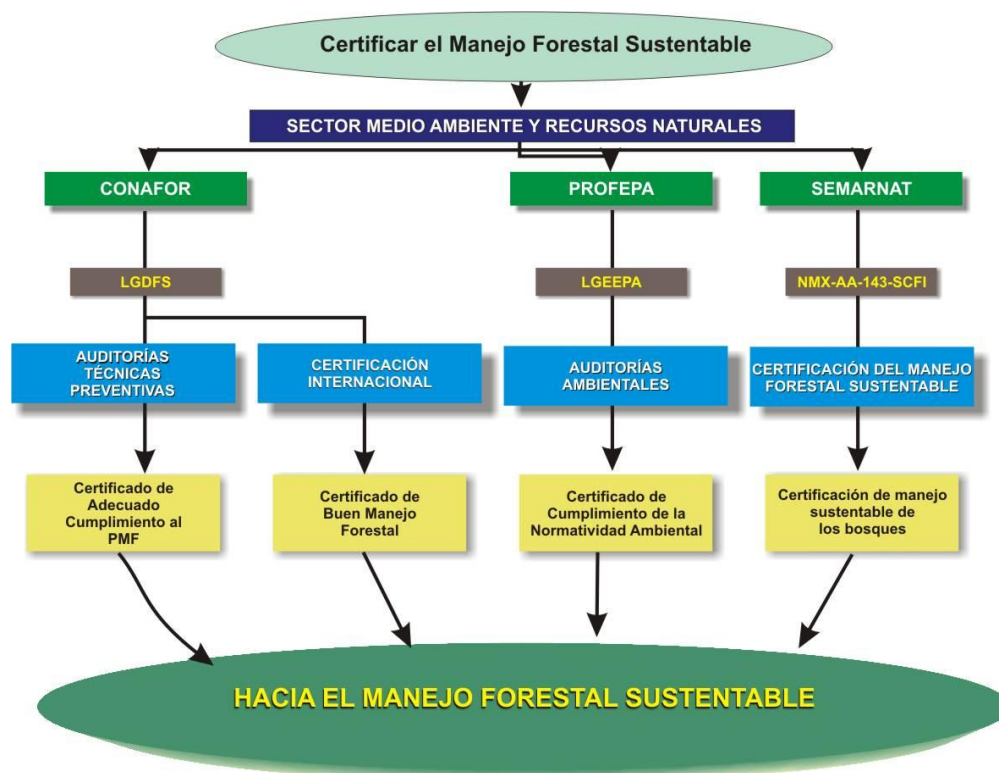 Certificar el Manejo Forestal Sustentable
SECTOR MEDIO AMBIENTE Y RECURSOS NATURALES
CONAFOR
PROFEPA
SEMARNAT
LGDFS
LGEEPA
NMX-AA-143-SCFI
AUDITORÍAS
TÉCNICAS
PREVENTIVAS
CERTIFICACIÓN
INTERNACIONAL
AUDITORÍAS
AMBIENTALES
CERTIFICACIÓN DEL MANEJO
FORESTAL SUSTENTABLE
Certificado de
Adecuado
Cumplimiento al
PMF
Certificado de
Buen Manejo
Forestal
Certificado de
Cumplimiento de la
Normatividad Ambiental
Certificación de manejo
sustentable de
los bosques
HACIA EL MANEJO FORESTAL SUSTENTABLE